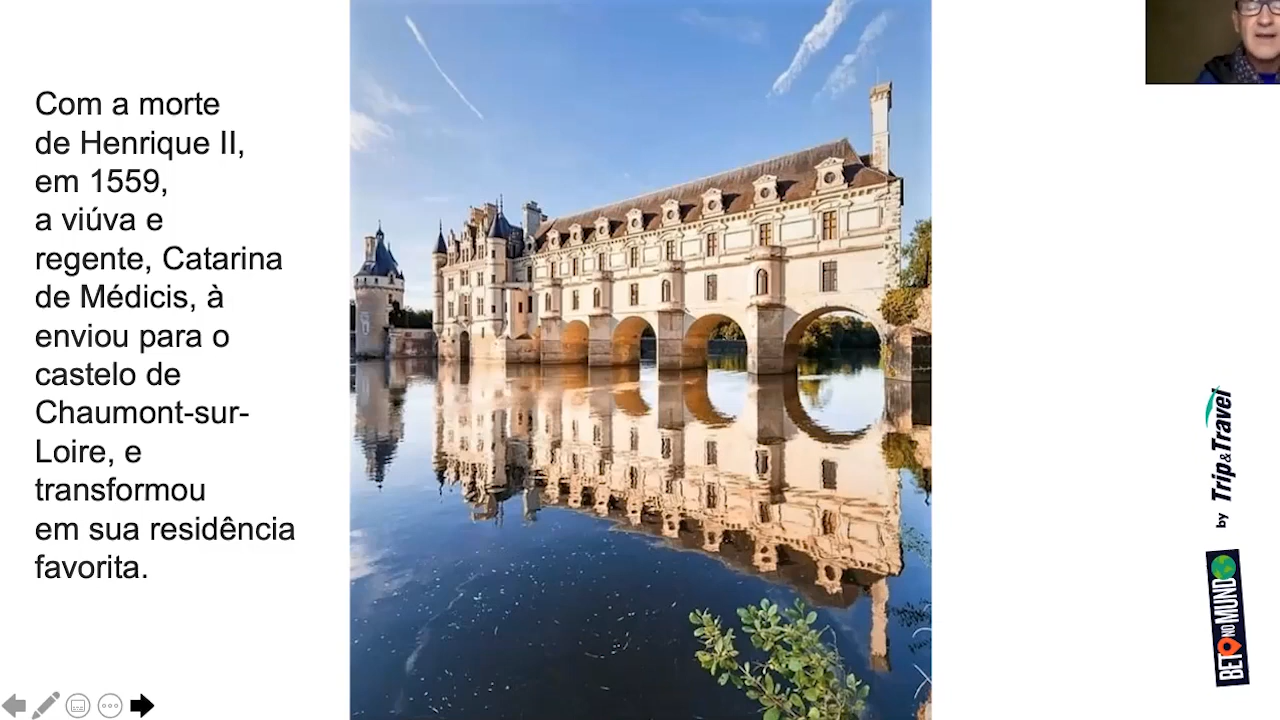 Com a morte
de Henrique II,
em 1559,
a viúva e
regente, Catarina
de Médicis, à
enviou para o
castelo de
Chaumont-sur-
Loire, e
transformou
em sua residência
favorita.
by Trip&Travel
BETO NO MUNDO